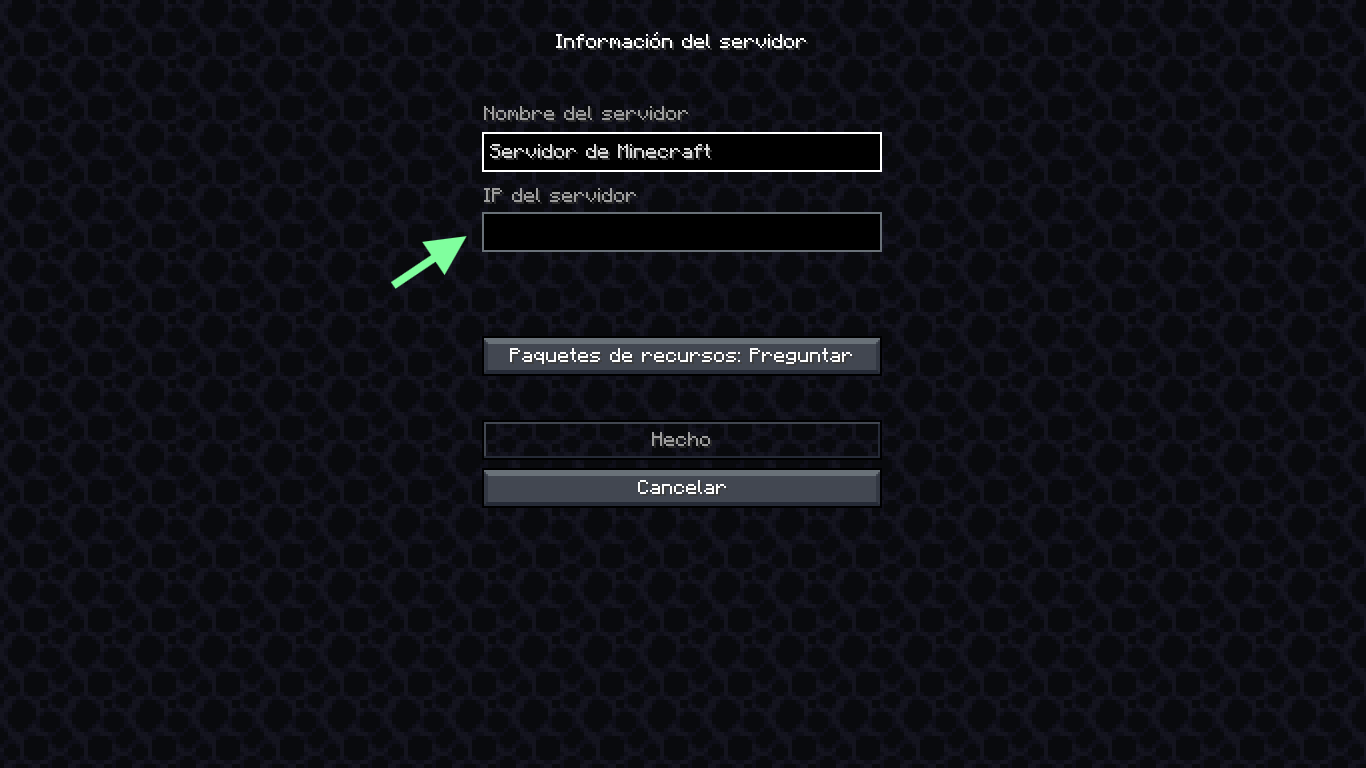 Información del servidor
Nombre del servidor
Servidor de Minecraft
IP del servidor
Paquetes de recursos: Preguntar
Hecho
Cancelar